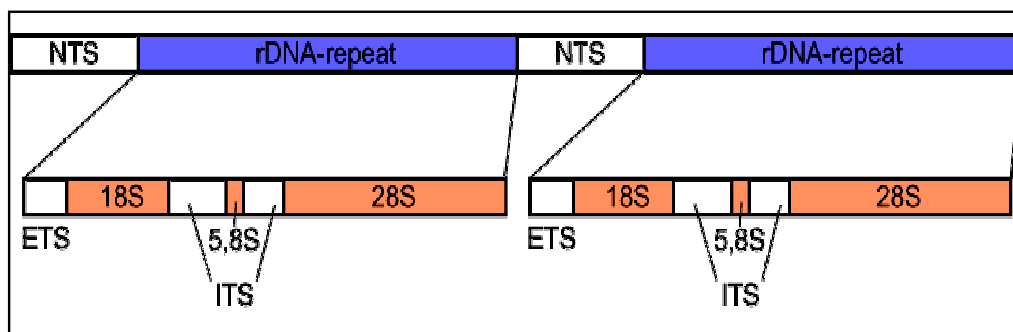 NTS rDNA-repeat NTS rDNA-repeat
18S 28S 18S 28S
ETS 5,8S ETS 5,8S
ITS ITS